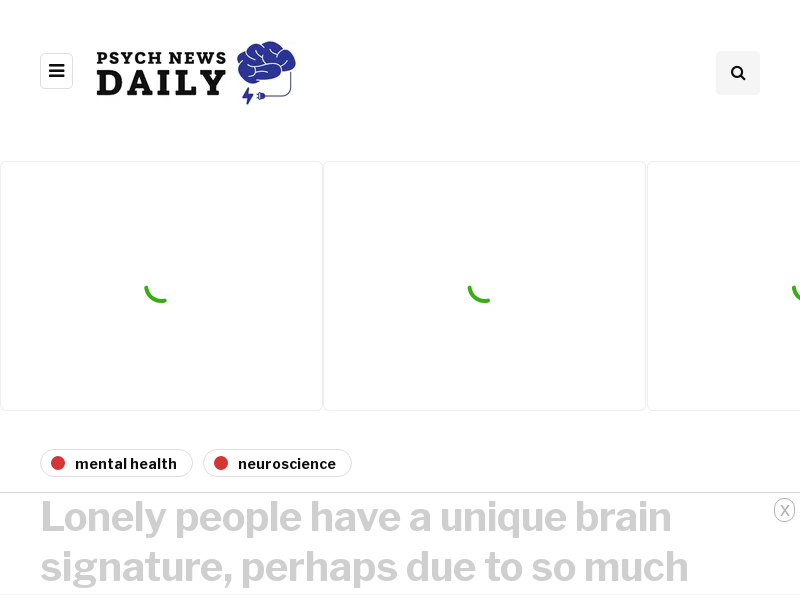 PSYCH NEWS
DAILY
mental health
neuroscience
Lonely people have a unique brain
signature, perhaps due to so much
X